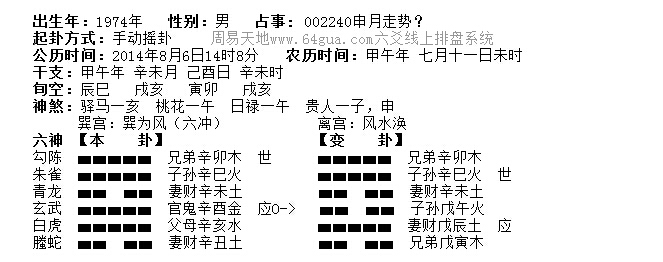 出生年：1974年 性别：男 占事：002240申月走势？
起卦方式：手动摇卦 周易天地www.64gua.com六爻线上排盘系统
公历时间：2014年8月6日14时8分 农历时间：甲午年 七月十一日未时
干支：甲午年 辛未月 己酉日 辛未时
旬空：辰巳 戌亥 寅卯 戌亥
神煞：驿马—亥 桃花—午 日禄—午 贵人—子，申
巽宫：巽为风（六冲） 离宫：风水涣
六神 【本 卦】 【变 卦】
勾陈 兄弟辛卯木 世 兄弟辛卯木
朱雀 子孙辛巳火 子孙辛巳火 世
青龙 妻财辛未土 妻财辛未土
玄武 官鬼辛酉金 应O-> 子孙戊午火
白虎 父母辛亥水 妻财戊辰土 应
螣蛇 妻财辛丑土 兄弟戊寅木